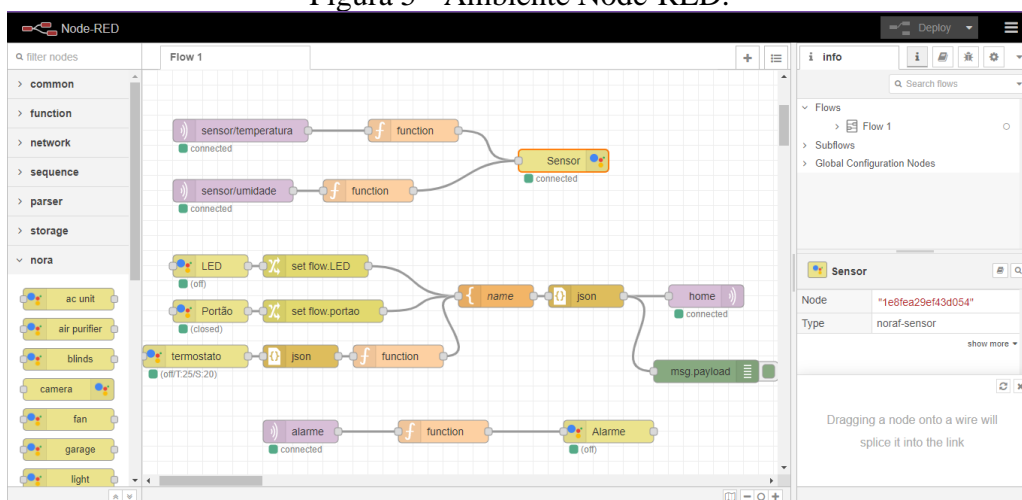 Figura 5 - Ambiente Node-RED.
Node-RED
Deploy
filter nodes
common
function
network
sequence
parser
storage
nora
ac unit
air purifier
blinds
camera
fan
garage
light
Flow 1
sensor/temperatura
connected
function
Sensor
connected
sensor/umidade
connected
function
LED
(off)
set flow.LED
Portão
(closed)
set flow.portao
termostato
(off/T:25/S:20)
json
function
name
json
home
connected
msg.payload
alarme
connected
function
Alarme
(off)
info
Search flows
Flows
Flow 1
Subflows
Global Configuration Nodes
Sensor
Node "1e8fea29ef43d054"
Type noraf-sensor
show more
Dragging a node onto a wire will
splice it into the link